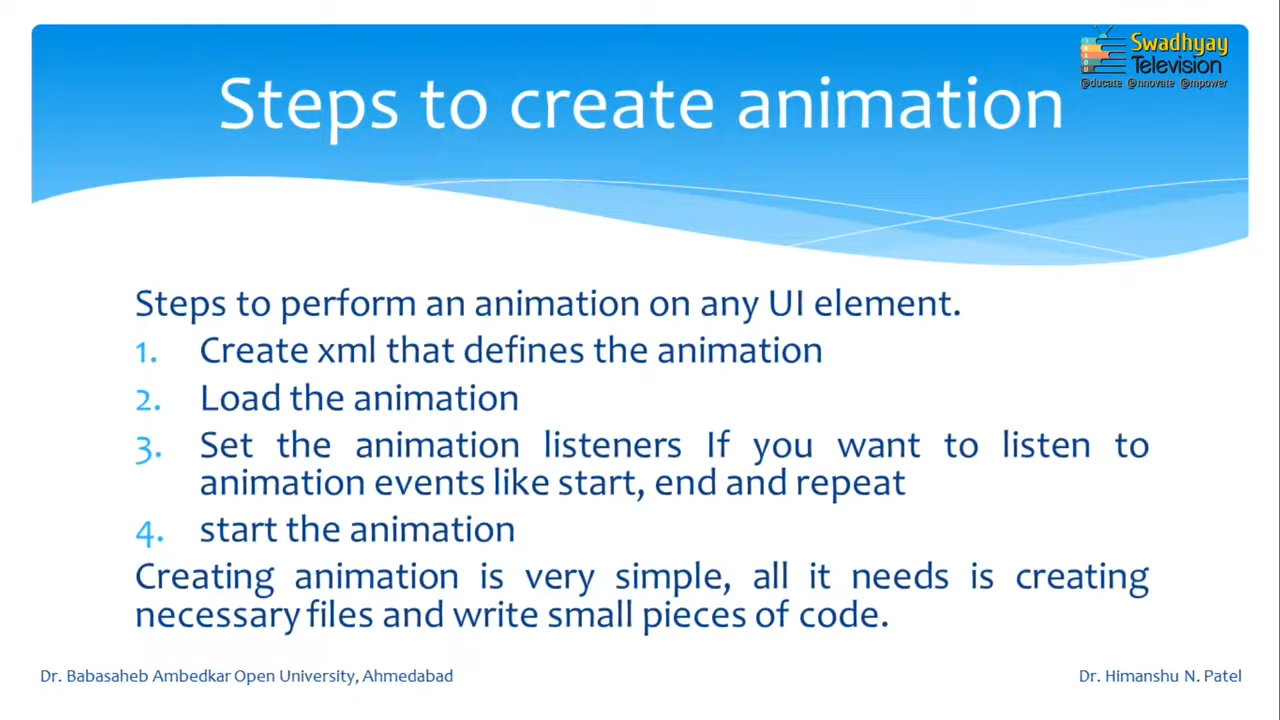 Swadhyay
Television
@ducate @nnovate @mpower
Steps to create animation
Steps to perform an animation on any UI element.
1. Create xml that defines the animation
2. Load the animation
3. Set the animation listeners If you want to listen to
animation events like start, end and repeat
4. start the animation
Creating animation is very simple, all it needs is creating
necessary files and write small pieces of code.
Dr. Babasaheb Ambedkar Open University, Ahmedabad
Dr. Himanshu N. Patel